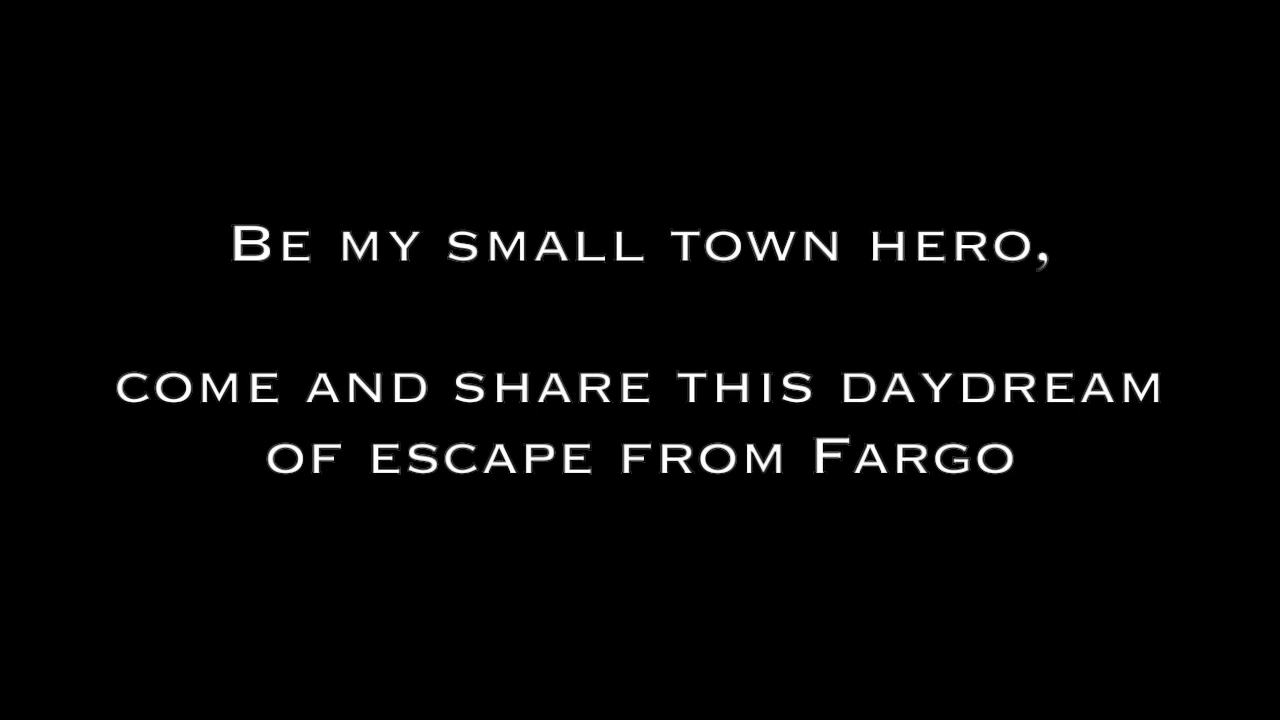 Be my small town hero,
come and share this daydream
of escape from Fargo